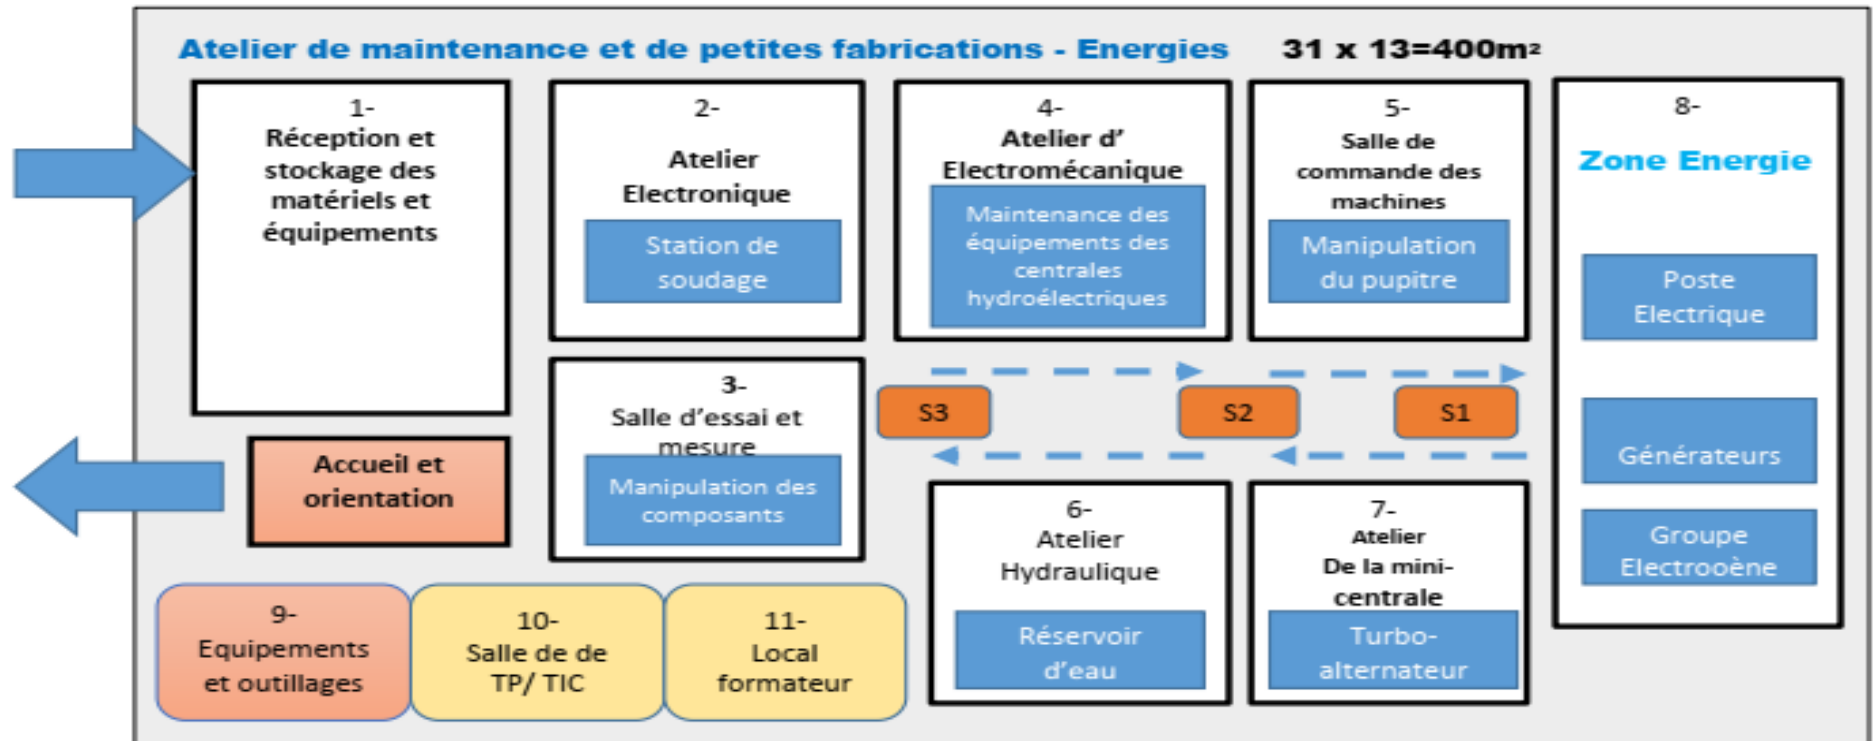 Atelier de maintenance et de petites fabrications - Energies 31 x 13=400m²
1-
Réception et
stockage des
matériels et
équipements
2-
Atelier
Electronique
Station de
soudage
4-
Atelier d’
Electromécanique
Maintenance des
équipements des
centrales
hydroélectriques
5-
Salle de
commande des
machines
Manipulation
du pupitre
8-
Zone Energie
Poste
Electrique
Générateurs
Groupe
Electrooène
3-
Salle d’essai et
mesure
Manipulation des
composants
S3
S2
S1
Accueil et
orientation
6-
Atelier
Hydraulique
Réservoir
d’eau
7-
Atelier
De la mini-
centrale
Turbo-
alternateur
9-
Equipements
et outillages
10-
Salle de de
TP/ TIC
11-
Local
formateur